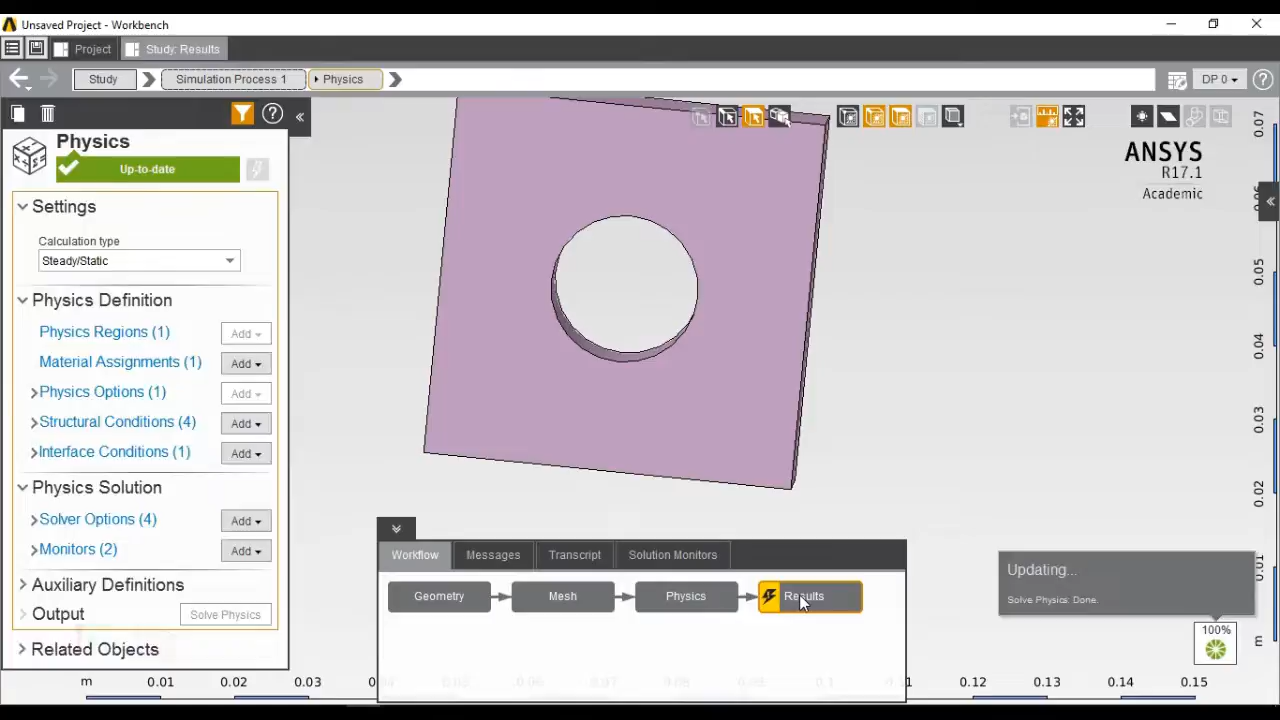 Unsaved Project - Workbench
Project
Study: Results
Study
Simulation Process 1
Physics
DP 0
Physics
Up-to-date
Settings
Calculation type
Steady/Static
Physics Definition
Physics Regions (1)
Add
Material Assignments (1)
Add
Physics Options (1)
Add
Structural Conditions (4)
Add
Interface Conditions (1)
Add
Physics Solution
Solver Options (4)
Add
Monitors (2)
Add
Auxiliary Definitions
Output
Solve Physics
Related Objects
ANSYS
R17.1
Academic
0.07
0.05
0.04
0.03
0.02
0.01
m
Workflow
Messages
Transcript
Solution Monitors
Geometry
Mesh
Physics
Results
Updating...
Solve Physics: Done.
100%
m
0.01
0.02
0.03
0.12
0.13
0.14
0.15